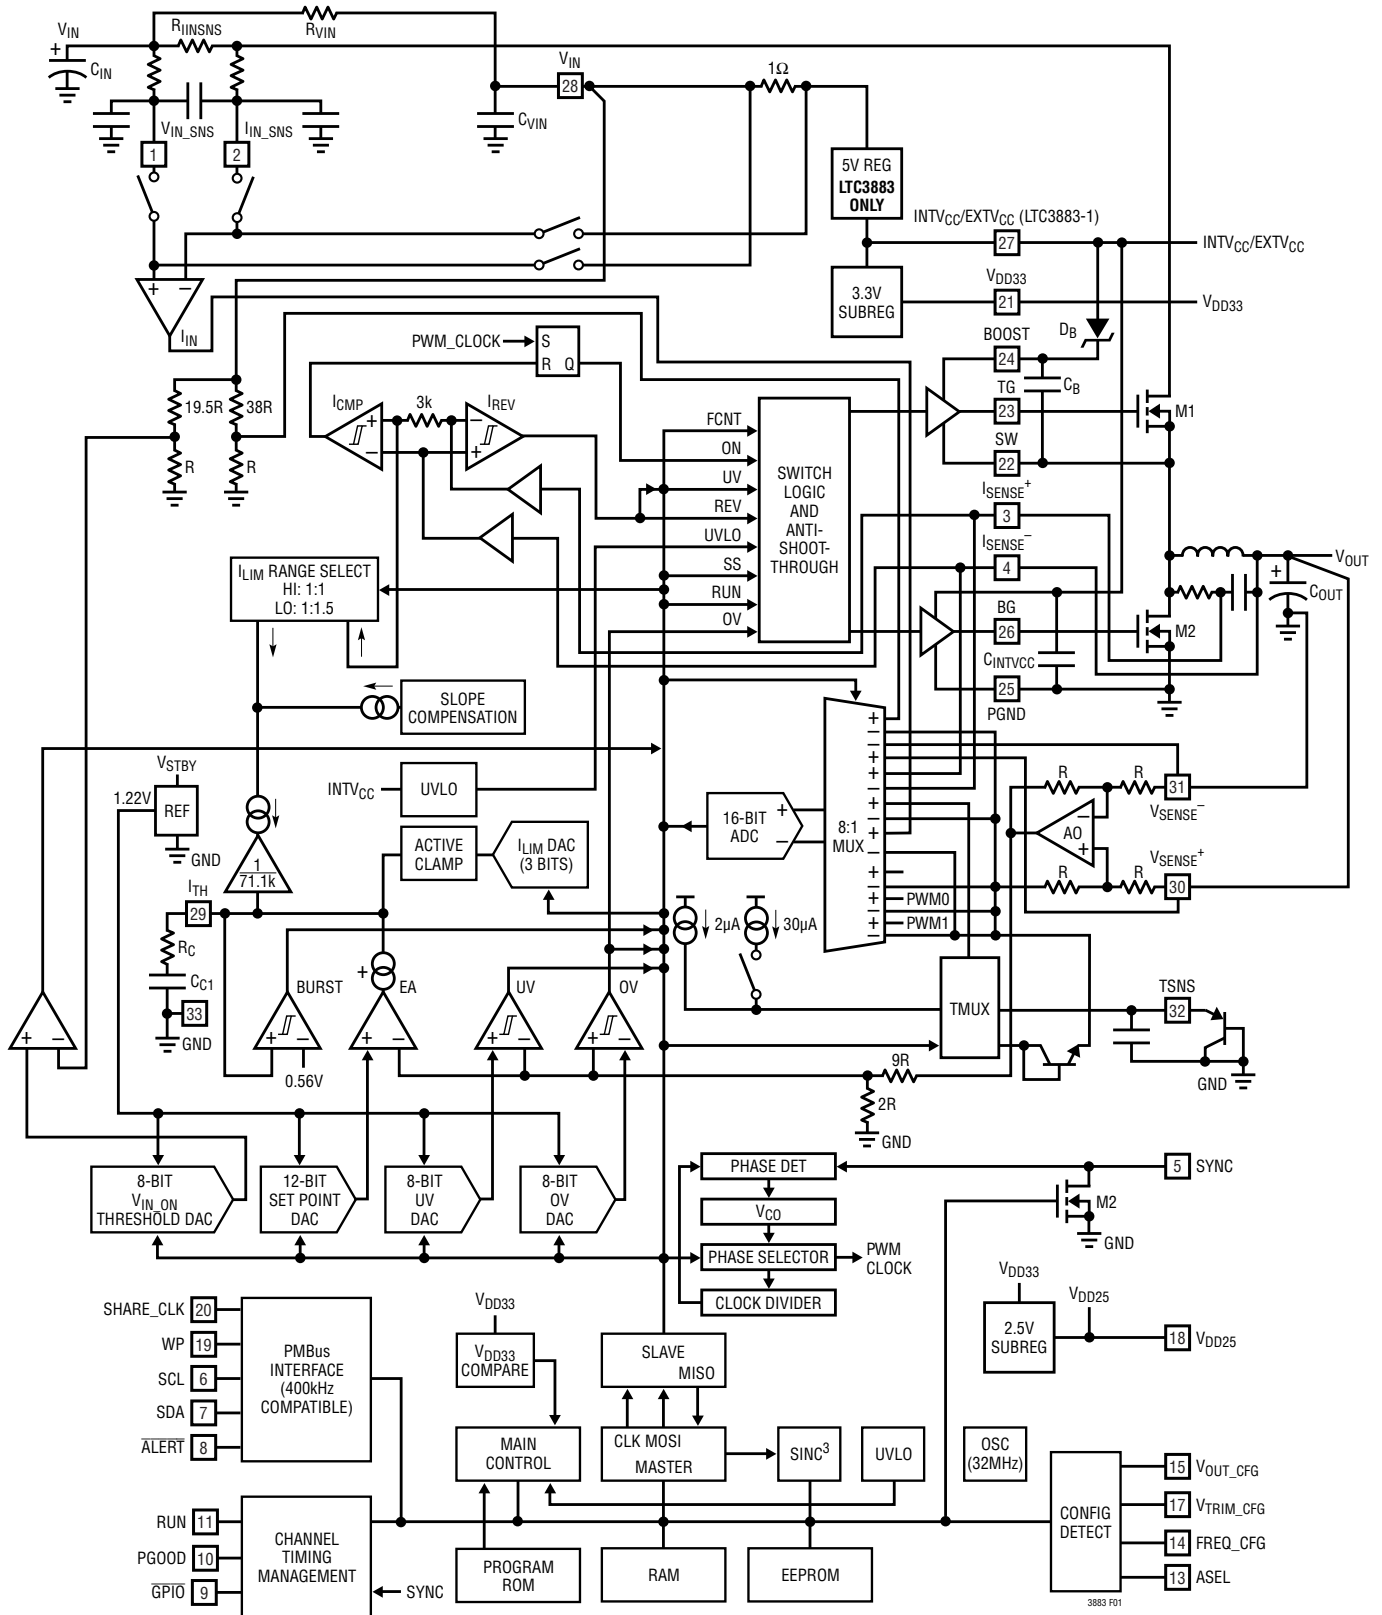 VIN
RIINSNS
RVIN
+
CIN
VIN_SNS
IIN_SNS
1
2
VIN
28
CVIN
1Ω
5V REG
LTC3883
ONLY
INTVCC/EXTVCC (LTC3883-1)
27
INTVCC/EXTVCC
3.3V
SUBREG
VDD33
21
VDD33
+
–
IIN
PWM_CLOCK
S
R Q
BOOST
24
DB
CB
TG
23
M1
SW
22
19.5R
38R
R
R
ICMP
+
–
3k
IREV
–
+
FCNT
ON
UV
REV
UVLO
SS
RUN
OV
SWITCH
LOGIC
AND
ANTI-
SHOOT-
THROUGH
ISENSE+
3
ISENSE–
4
VOUT
+
COUT
BG
26
M2
CINTVCC
25
PGND
ILIM RANGE SELECT
HI: 1:1
LO: 1:1.5
SLOPE
COMPENSATION
VSTBY
1.22V
REF
GND
INTVCC
UVLO
ACTIVE
CLAMP
ILIM DAC
(3 BITS)
1
71.1k
16-BIT
ADC
+
–
8:1
MUX
+
–
–
+
+
–
+
–
+
–
+
–
+
–
+
–
PWM0
PWM1
R
R
31
VSENSE–
–
AO
+
VSENSE+
R
R
30
ITH
29
RC
CC1
33
GND
2µA
30µA
TMUX
TSNS
32
GND
+
–
BURST
+
–
0.56V
+
EA
+
–
UV
+
–
OV
+
–
9R
2R
GND
8-BIT
VIN_ON
THRESHOLD DAC
12-BIT
SET POINT
DAC
8-BIT
UV
DAC
8-BIT
OV
DAC
PHASE DET
VCO
PHASE SELECTOR
CLOCK DIVIDER
PWM
CLOCK
5
SYNC
M2
GND
VDD33
2.5V
SUBREG
VDD25
18
VDD25
SHARE_CLK 20
WP 19
SCL 6
SDA 7
ALERT 8
PMBus
INTERFACE
(400kHz
COMPATIBLE)
VDD33
VDD33
COMPARE
SLAVE
MISO
MAIN
CONTROL
CLK MOSI
MASTER
SINC3
UVLO
OSC
(32MHz)
RUN 11
PGOOD 10
GPIO 9
CHANNEL
TIMING
MANAGEMENT
SYNC
PROGRAM
ROM
RAM
EEPROM
CONFIG
DETECT
15 VOUT_CFG
17 VTRIM_CFG
14 FREQ_CFG
13 ASEL
3883 F01